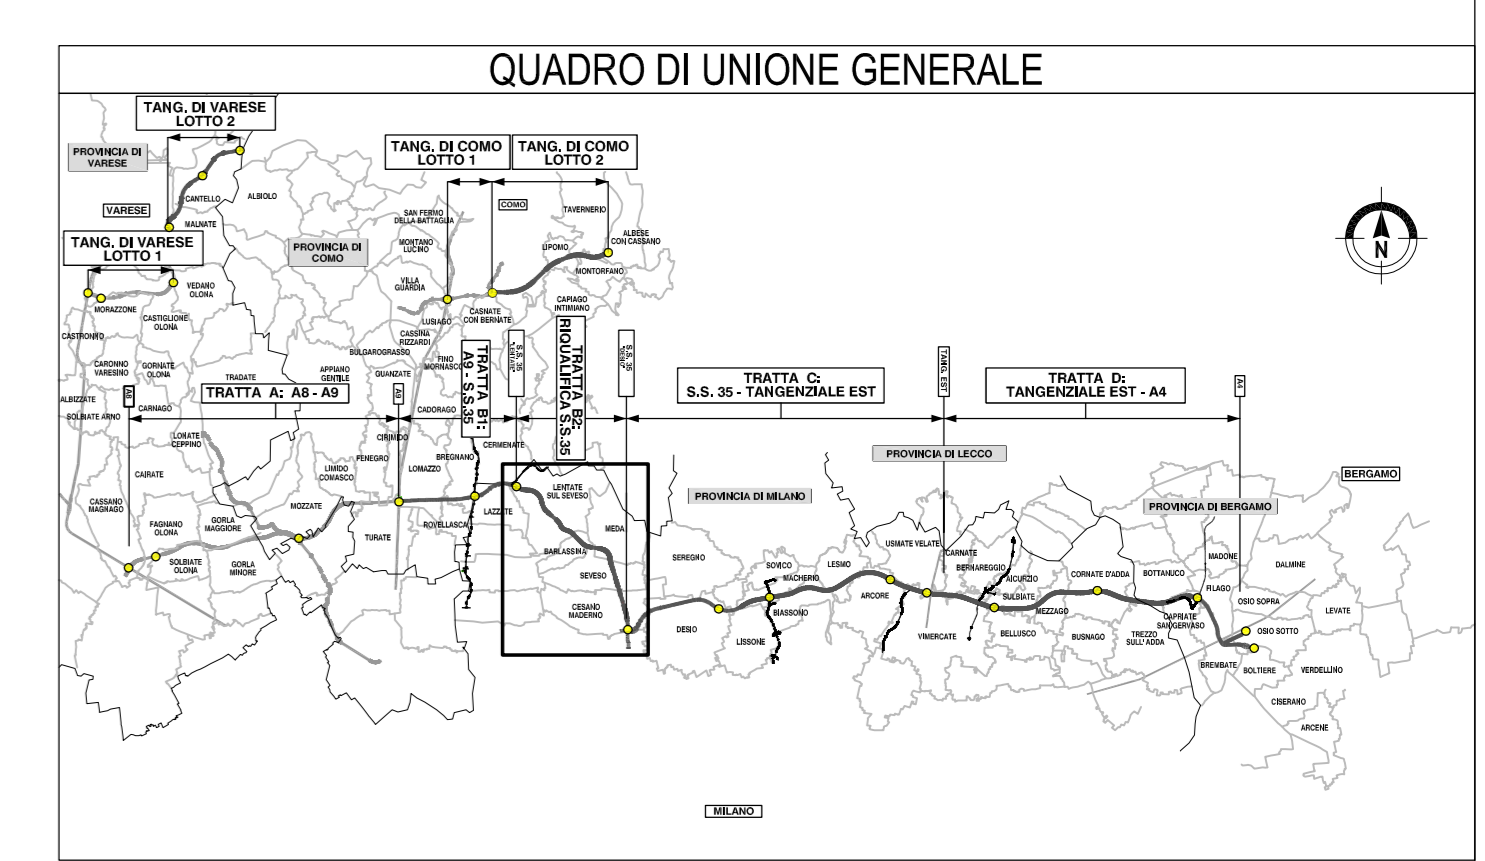 QUADRO DI UNIONE GENERALE
TANG. DI VARESE
LOTTO 2
PROVINCIA DI
VARESE
CANTELLO
ALBIOLO
VARESE
MALNATE
TANG. DI VARESE
LOTTO 1
VEDANO
OLONA
MORAZZONE
CASTIGLIONE
OLONA
CASTRONNO
CARONNO
VARESINO
GORNATE
OLONA
TANG. DI COMO
LOTTO 1
TANG. DI COMO
LOTTO 2
COMO
TAVERNERIO
SAN FERMO
DELLA BATTAGLIA
ALBESE
CON CASSANO
MONTANO
LUCINO
LIPOMO
PROVINCIA DI
COMO
MONTORFANO
VILLA
GUARDIA
CAPIAGO
INTIMIANO
CASNATE
CON BERNATE
LUSIAGO
CASSINA
RIZZARDI
BULGAROGRASSO
FINO
MORNASCO
GUANZATE
APPIANO
GENTILE
TRADATE
ALBIZZATE
SOLBIATE ARNO
CARNAGO
A8
TRATTA A: A8 - A9
A9
CADORAGO
TRATTA B1:
A9 - S.S.35
S.S. 35
"LENTATE"
TRATTA B2:
RIQUALIFICA S.S.35
S.S. 35
"DESIO"
TRATTA C:
S.S. 35 - TANGENZIALE EST
TANG. EST
TRATTA D:
TANGENZIALE EST - A4
A4
N
LONATE
CEPPINO
CIRIMIDO
CERMENATE
FENEGRO
BREGNANO
LOMAZZO
LIMIDO
COMASCO
CAIRATE
CASSANO
MAGNAGO
MOZZATE
LENTATE
SUL SEVESO
LAZZATE
ROVELLASCA
TURATE
FAGNANO
OLONA
GORLA
MAGGIORE
SOLBIATE
OLONA
GORLA
MINORE
MEDA
BARLASSINA
SEVESO
CESANO
MADERNO
PROVINCIA DI MILANO
PROVINCIA DI LECCO
PROVINCIA DI BERGAMO
BERGAMO
SEREGNO
SOVICO
MACHERIO
LESMO
BIASSONO
DESIO
LISSONE
USMATE VELATE
CARNATE
BERNAREGGIO
AICURZIO
ARCORE
SULBIATE
MEZZAGO
VIMERCATE
BELLUSCO
CORNATE D'ADDA
BUSNAGO
BOTTANUCO
MADONE
FILAGO
DALMINE
CAPRIATE
SANGERVASO
TREZZO
SULL' ADDA
OSIO SOPRA
LEVATE
OSIO SOTTO
BREMBATE
BOLTIERE
VERDELLINO
CISERANO
ARCENE
MILANO